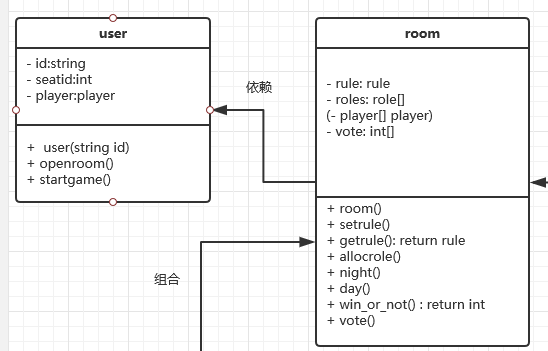 user
- id:string
- seatid:int
- player:player
+ user(string id)
+ openroom()
+ startgame()
依赖
组合
room
- rule: rule
- roles: role[]
(- player[] player)
- vote: int[]
+ room()
+ setrule()
+ getrule(): return rule
+ allocrole()
+ night()
+ day()
+ win_or_not() : return int
+ vote()